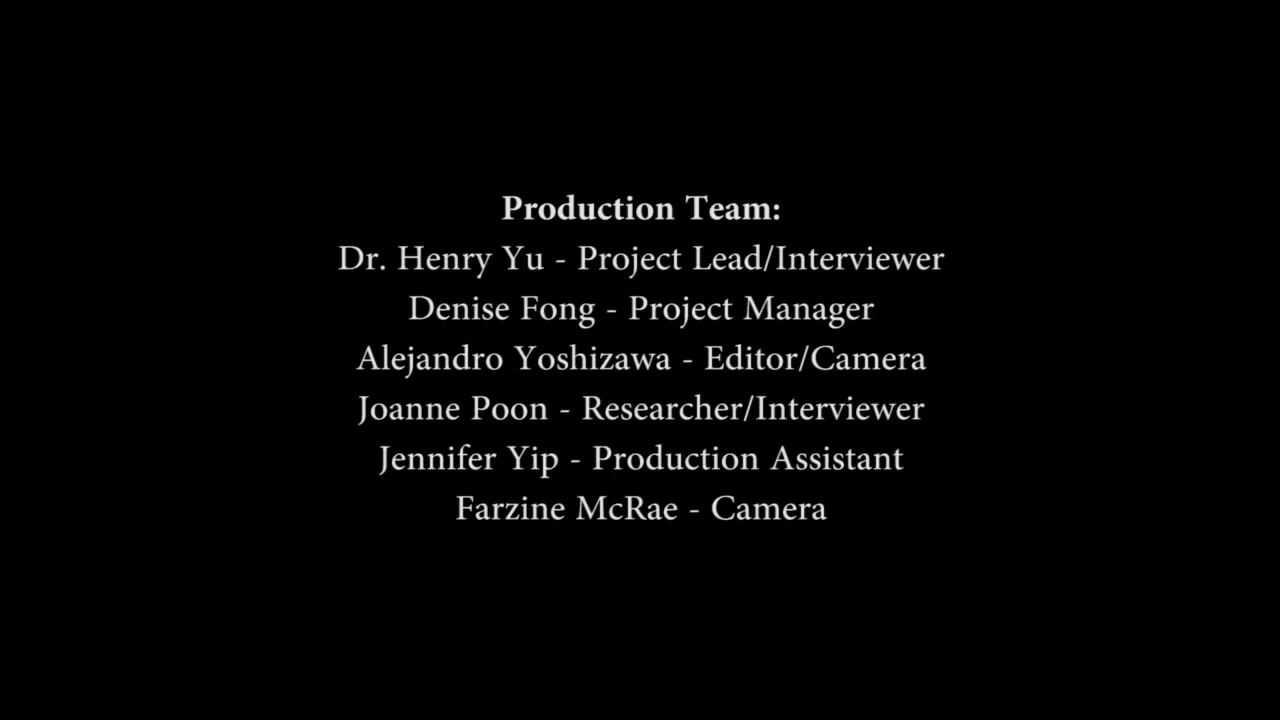 Production Team:
Dr. Henry Yu - Project Lead/Interviewer
Denise Fong - Project Manager
Alejandro Yoshizawa - Editor/Camera
Joanne Poon - Researcher/Interviewer
Jennifer Yip - Production Assistant
Farzine McRae - Camera